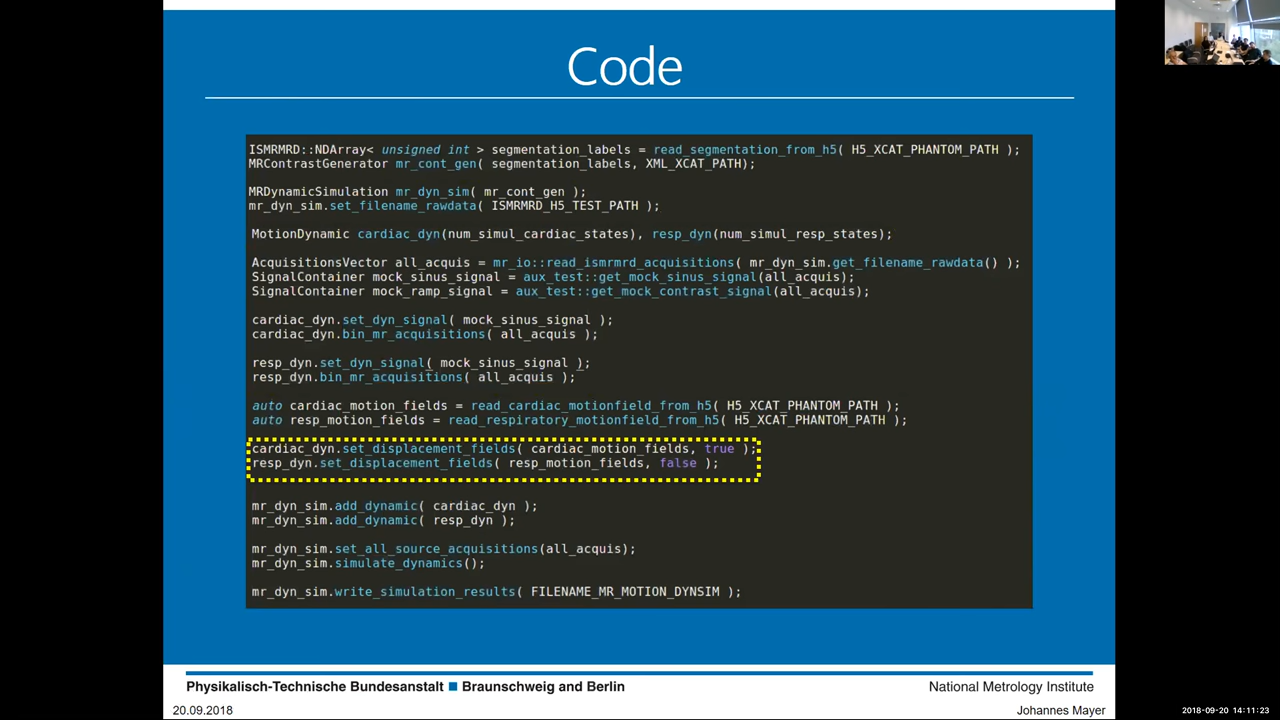 Code
ISMRMRD::NDArray< unsigned int > segmentation_labels = read_segmentation_from_h5( H5_XCAT_PHANTOM_PATH );
MRContrastGenerator mr_cont_gen( segmentation_labels, XML_XCAT_PATH);
MRDynamicSimulation mr_dyn_sim( mr_cont_gen );
mr_dyn_sim.set_filename_rawdata( ISMRMRD_H5_TEST_PATH );
MotionDynamic cardiac_dyn(num_simul_cardiac_states), resp_dyn(num_simul_resp_states);
AcquisitionsVector all_acquis = mr_io::read_ismrmrd_acquisitions( mr_dyn_sim.get_filename_rawdata() );
SignalContainer mock_sinus_signal = aux_test::get_mock_sinus_signal(all_acquis);
SignalContainer mock_ramp_signal = aux_test::get_mock_contrast_signal(all_acquis);
cardiac_dyn.set_dyn_signal( mock_sinus_signal );
cardiac_dyn.bin_mr_acquisitions( all_acquis );
resp_dyn.set_dyn_signal( mock_sinus_signal );
resp_dyn.bin_mr_acquisitions( all_acquis );
auto cardiac_motion_fields = read_cardiac_motionfield_from_h5( H5_XCAT_PHANTOM_PATH );
auto resp_motion_fields = read_respiratory_motionfield_from_h5( H5_XCAT_PHANTOM_PATH );
cardiac_dyn.set_displacement_fields( cardiac_motion_fields, true );
resp_dyn.set_displacement_fields( resp_motion_fields, false );
mr_dyn_sim.add_dynamic( cardiac_dyn );
mr_dyn_sim.add_dynamic( resp_dyn );
mr_dyn_sim.set_all_source_acquisitions(all_acquis);
mr_dyn_sim.simulate_dynamics();
mr_dyn_sim.write_simulation_results( FILENAME_MR_MOTION_DYNSIM );
Physikalisch-Technische Bundesanstalt ■ Braunschweig and Berlin
National Metrology Institute
20.09.2018
Johannes Mayer
2018-09-20 14:11:23